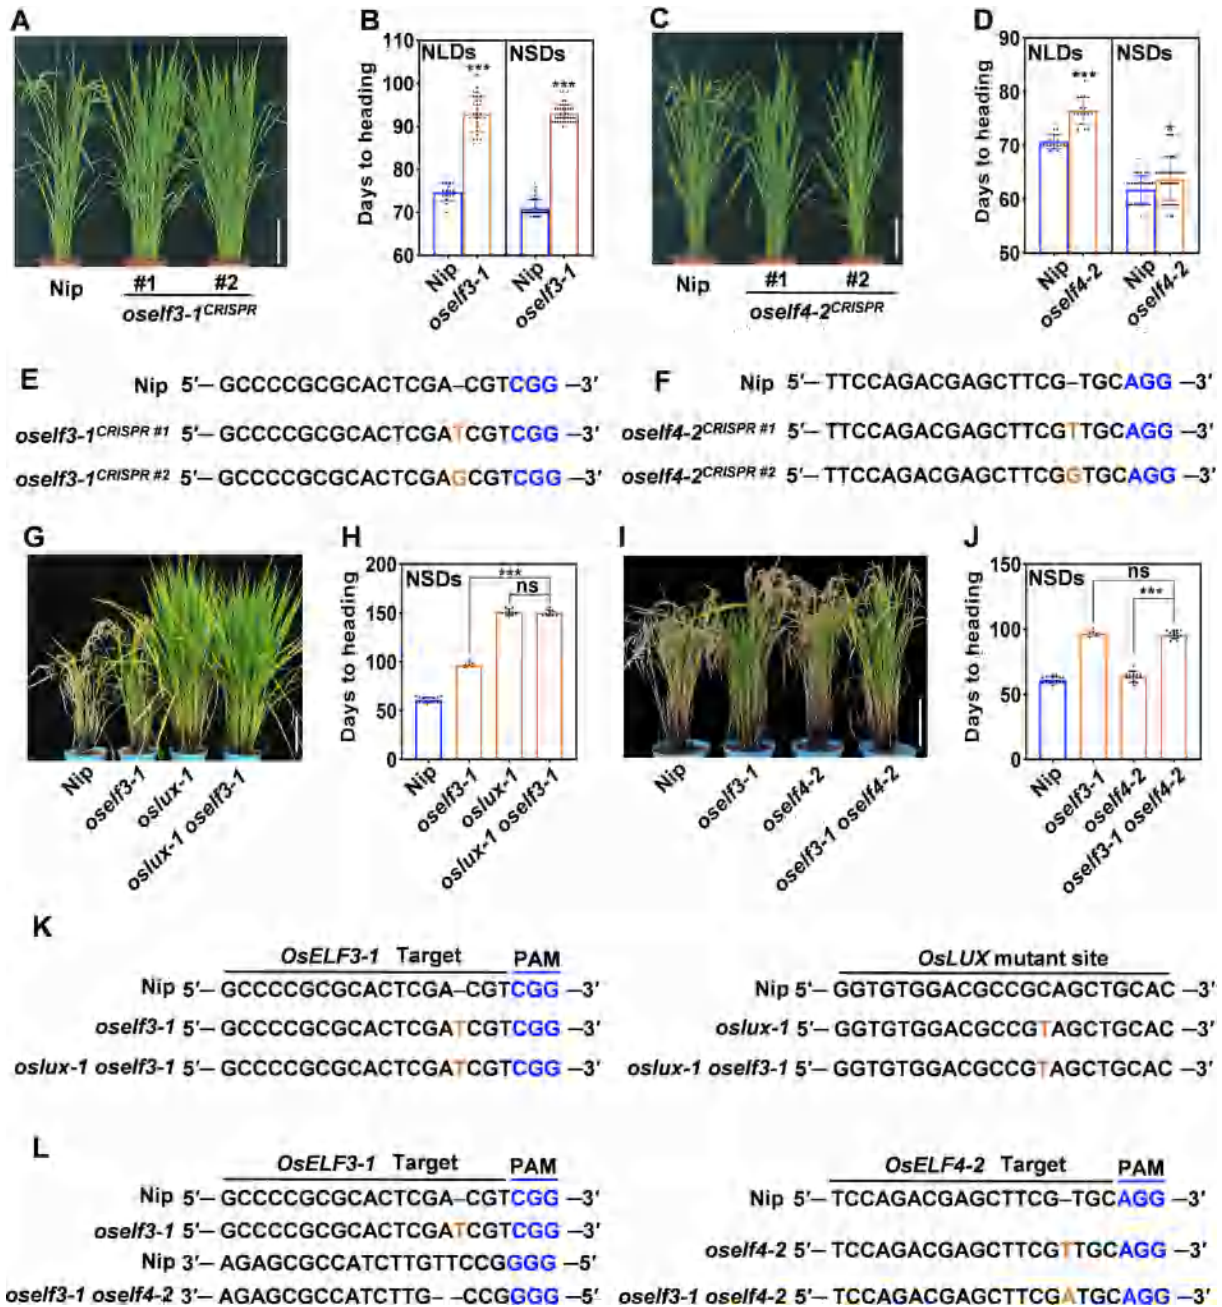 A
Nip
#1
#2
oself3-1CRISPR
B
Days to heading
110
100
90
80
70
60
NLDs
NSDs
***
***
Nip
oself3-1
Nip
oself3-1
C
Nip
#1
#2
oself4-2CRISPR
D
Days to heading
90
80
70
60
50
NLDs
NSDs
***
*
Nip
oself4-2
Nip
oself4-2
E
Nip 5′–GCCCCGCGCACTCGA–CGTCGG–3′
oself3-1CRISPR #1 5′–GCCCCGCGCACTCGATCGTCGG–3′
oself3-1CRISPR #2 5′–GCCCCGCGCACTCGAGCGTCGG–3′
F
Nip 5′–TTCCAGACGAGCTTCG–TGCAGG–3′
oself4-2CRISPR #1 5′–TTCCAGACGAGCTTCGTTGCAGG–3′
oself4-2CRISPR #2 5′–TTCCAGACGAGCTTCGGTGCAGG–3′
G
Nip
oself3-1
oslux-1
oslux-1 oself3-1
H
Days to heading
200
150
100
50
0
NSDs
***
ns
Nip
oself3-1
oslux-1
oslux-1 oself3-1
I
Nip
oself3-1
oself4-2
oself3-1 oself4-2
J
Days to heading
150
100
50
0
NSDs
ns
***
Nip
oself3-1
oself4-2
oself3-1 oself4-2
K
OsELF3-1 Target PAM
Nip 5′–GCCCCGCGCACTCGA–CGTCGG–3′
oself3-1 5′–GCCCCGCGCACTCGATCGTCGG–3′
oslux-1 oself3-1 5′–GCCCCGCGCACTCGATCGTCGG–3′
OsLUX mutant site
Nip 5′–GGTGTGGACGCCGCAGCTGCAC–3′
oslux-1 5′–GGTGTGGACGCCGTAGCTGCAC–3′
oslux-1 oself3-1 5′–GGTGTGGACGCCGTAGCTGCAC–3′
L
OsELF3-1 Target PAM
Nip 5′–GCCCCGCGCACTCGA–CGTCGG–3′
oself3-1 5′–GCCCCGCGCACTCGATCGTCGG–3′
Nip 3′–AGAGCGCCATCTTGTTCCGGGG–5′
oself3-1 oself4-2 3′–AGAGCGCCATCTTG--CCGGGG–5′
OsELF4-2 Target PAM
Nip 5′–TCCAGACGAGCTTCG–TGCAGG–3′
oself4-2 5′–TCCAGACGAGCTTCGTTGCAGG–3′
oself3-1 oself4-2 5′–TCCAGACGAGCTTCGATGCAGG–3′